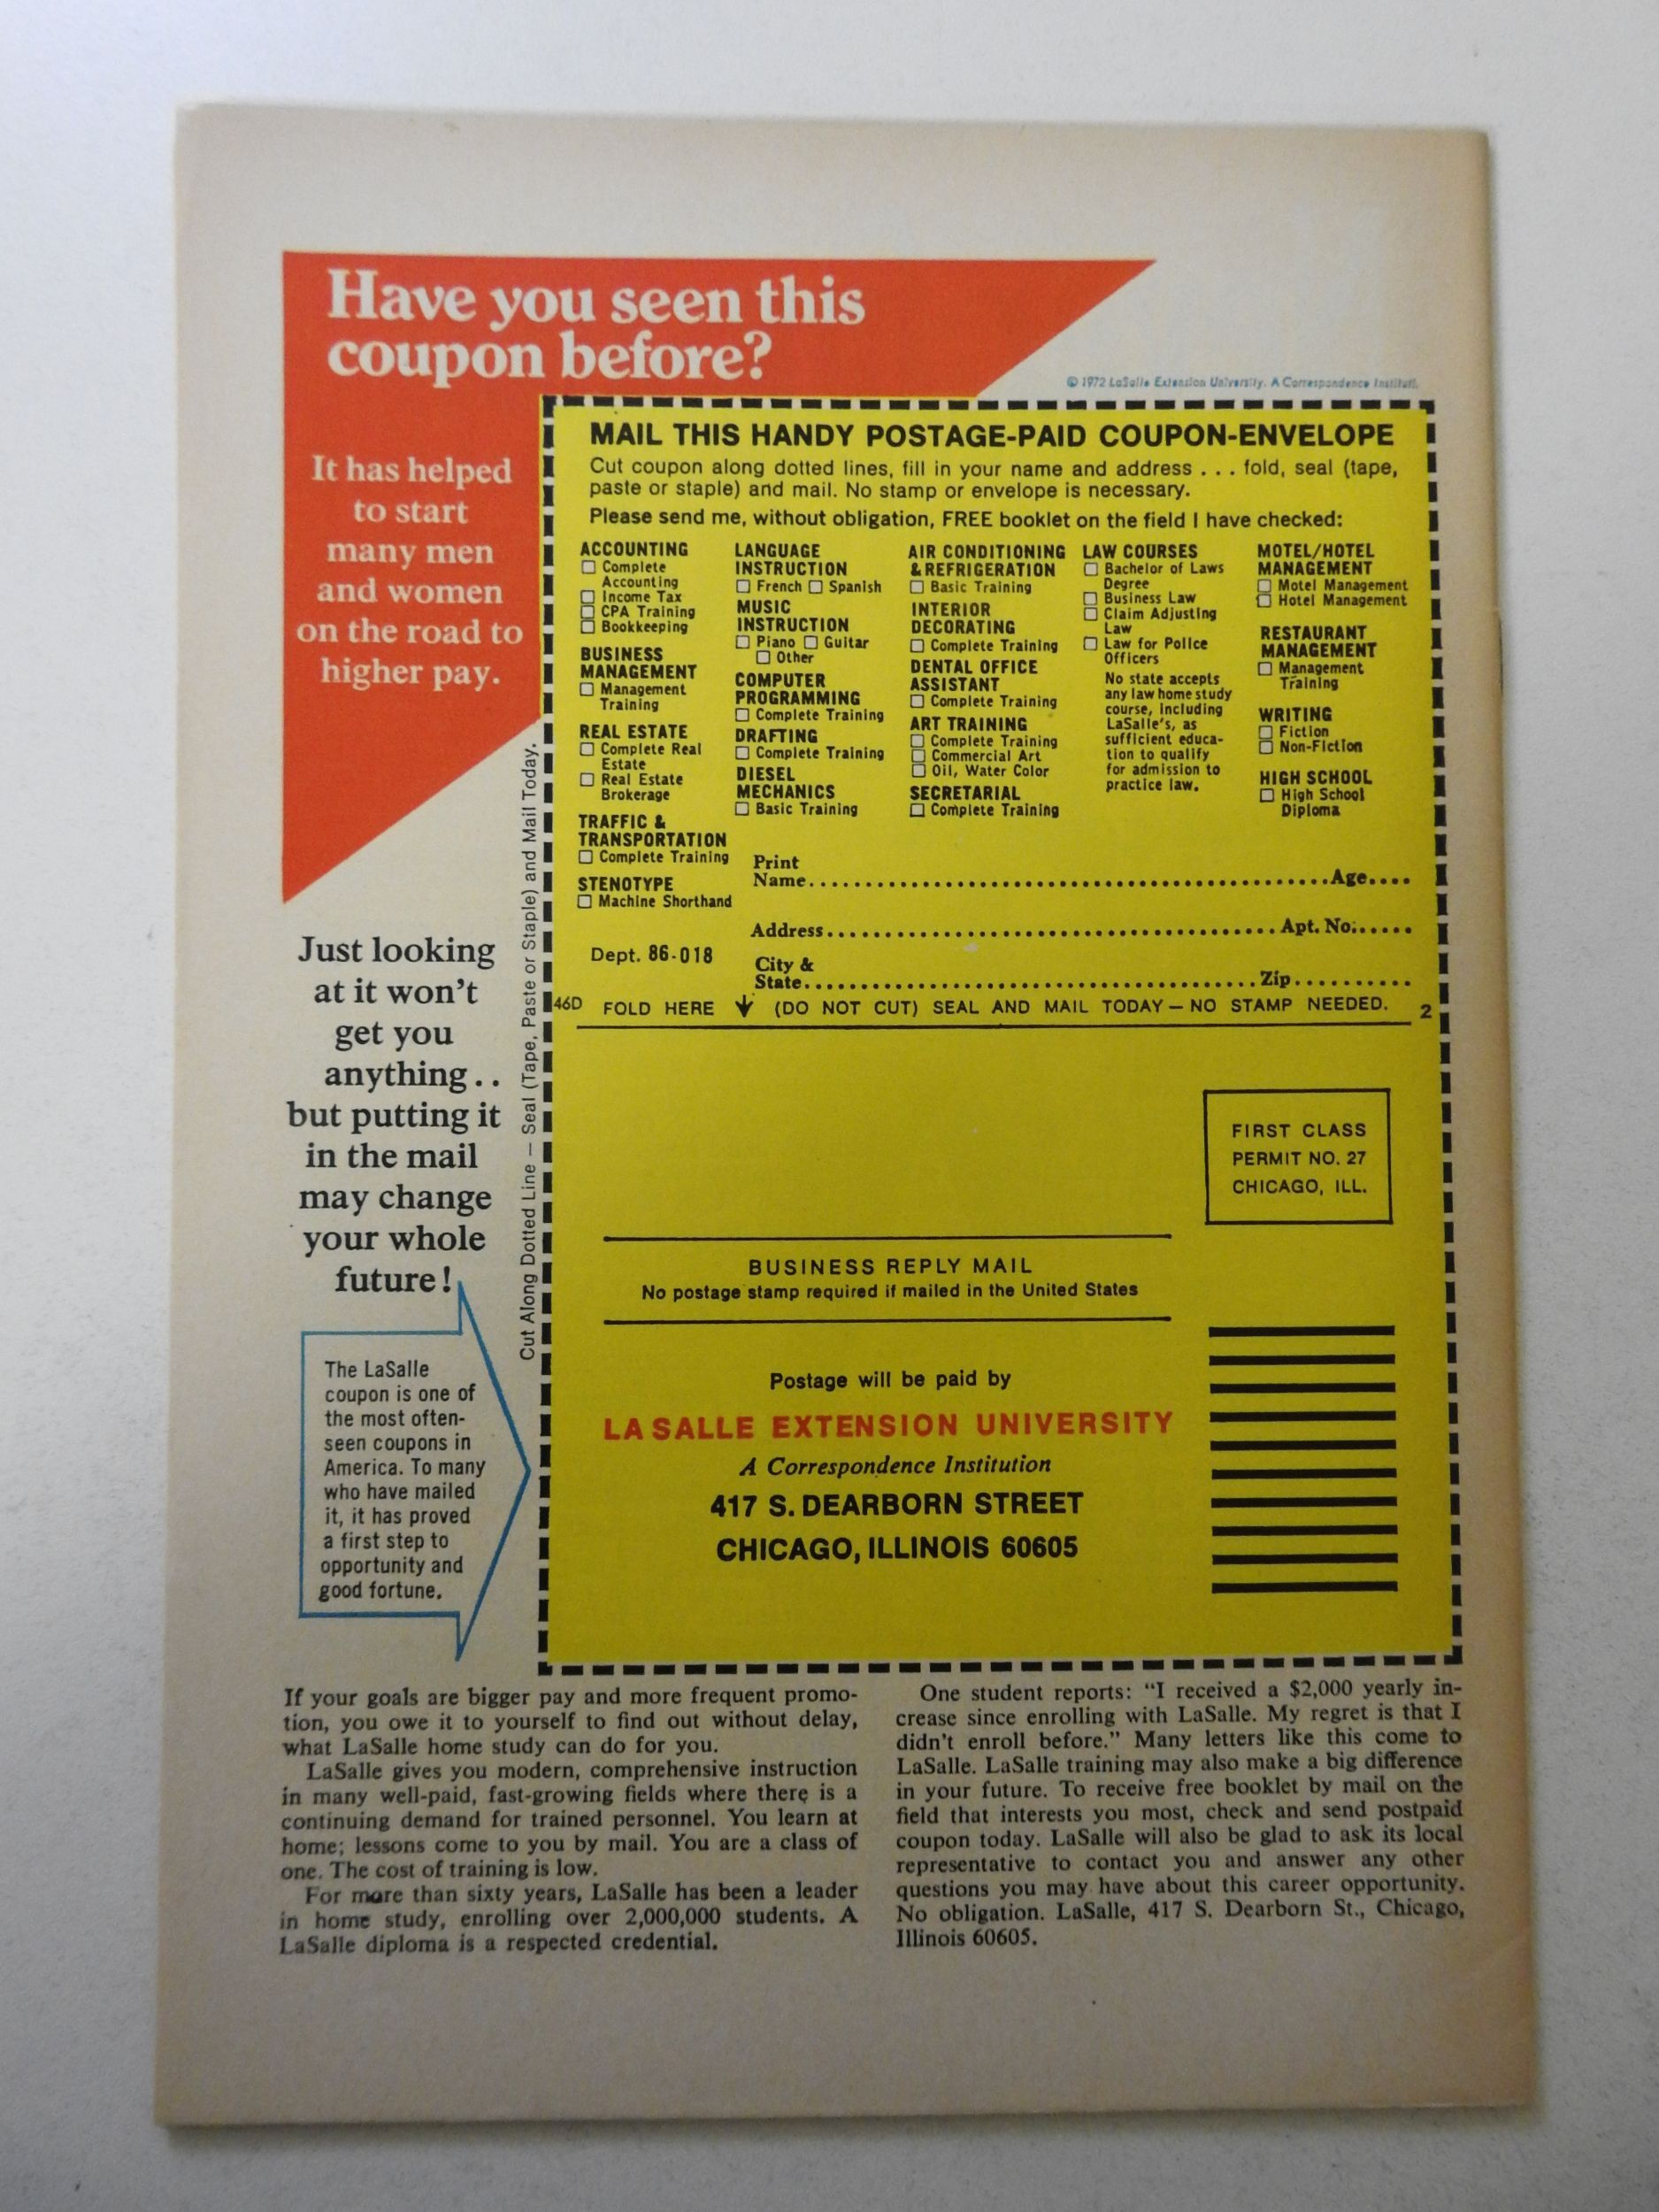 Have you seen this
coupon before?
It has helped
to start
many men
and women
on the road to
higher pay.
Just looking
at it won't
get you
anything..
but putting it
in the mail
may change
your whole
future!
The LaSalle
coupon is one of
the most often-
seen coupons in
America. To many
who have mailed
it, it has proved
a first step to
opportunity and
good fortune.
Cut Along Dotted Line — Seal (Tape, Paste or Staple) and Mail Today.
© 1972 LaSalle Extension University. A Correspondence Instituti.
MAIL THIS HANDY POSTAGE-PAID COUPON-ENVELOPE
Cut coupon along dotted lines, fill in your name and address . . . fold, seal (tape,
paste or staple) and mail. No stamp or envelope is necessary.
Please send me, without obligation, FREE booklet on the field I have checked:
ACCOUNTING
Complete
Accounting
Income Tax
CPA Training
Bookkeeping
BUSINESS
MANAGEMENT
Management
Training
REAL ESTATE
Complete Real
Estate
Real Estate
Brokerage
TRAFFIC &
TRANSPORTATION
Complete Training
STENOTYPE
Machine Shorthand
LANGUAGE
INSTRUCTION
French Spanish
MUSIC
INSTRUCTION
Piano Guitar
Other
COMPUTER
PROGRAMMING
Complete Training
DRAFTING
Complete Training
DIESEL
MECHANICS
Basic Training
AIR CONDITIONING
& REFRIGERATION
Basic Training
INTERIOR
DECORATING
Complete Training
DENTAL OFFICE
ASSISTANT
Complete Training
ART TRAINING
Complete Training
Commercial Art
Oil, Water Color
SECRETARIAL
Complete Training
LAW COURSES
Bachelor of Laws
Degree
Business Law
Claim Adjusting
Law
Law for Police
Officers
No state accepts
any law home study
course, including
LaSalle's, as
sufficient educa-
tion to qualify
for admission to
practice law.
MOTEL/HOTEL
MANAGEMENT
Motel Management
Hotel Management
RESTAURANT
MANAGEMENT
Management
Training
WRITING
Fiction
Non-Fiction
HIGH SCHOOL
High School
Diploma
Dept. 86-018
Print
Name Age
Address Apt. No.
City &
State Zip
46D FOLD HERE (DO NOT CUT) SEAL AND MAIL TODAY — NO STAMP NEEDED. 2
FIRST CLASS
PERMIT NO. 27
CHICAGO, ILL.
BUSINESS REPLY MAIL
No postage stamp required if mailed in the United States
Postage will be paid by
LA SALLE EXTENSION UNIVERSITY
A Correspondence Institution
417 S. DEARBORN STREET
CHICAGO, ILLINOIS 60605
If your goals are bigger pay and more frequent promo-
tion, you owe it to yourself to find out without delay,
what LaSalle home study can do for you.
LaSalle gives you modern, comprehensive instruction
in many well-paid, fast-growing fields where there is a
continuing demand for trained personnel. You learn at
home; lessons come to you by mail. You are a class of
one. The cost of training is low.
For more than sixty years, LaSalle has been a leader
in home study, enrolling over 2,000,000 students. A
LaSalle diploma is a respected credential.
One student reports: "I received a $2,000 yearly in-
crease since enrolling with LaSalle. My regret is that I
didn't enroll before." Many letters like this come to
LaSalle. LaSalle training may also make a big difference
in your future. To receive free booklet by mail on the
field that interests you most, check and send postpaid
coupon today. LaSalle will also be glad to ask its local
representative to contact you and answer any other
questions you may have about this career opportunity.
No obligation. LaSalle, 417 S. Dearborn St., Chicago,
Illinois 60605.